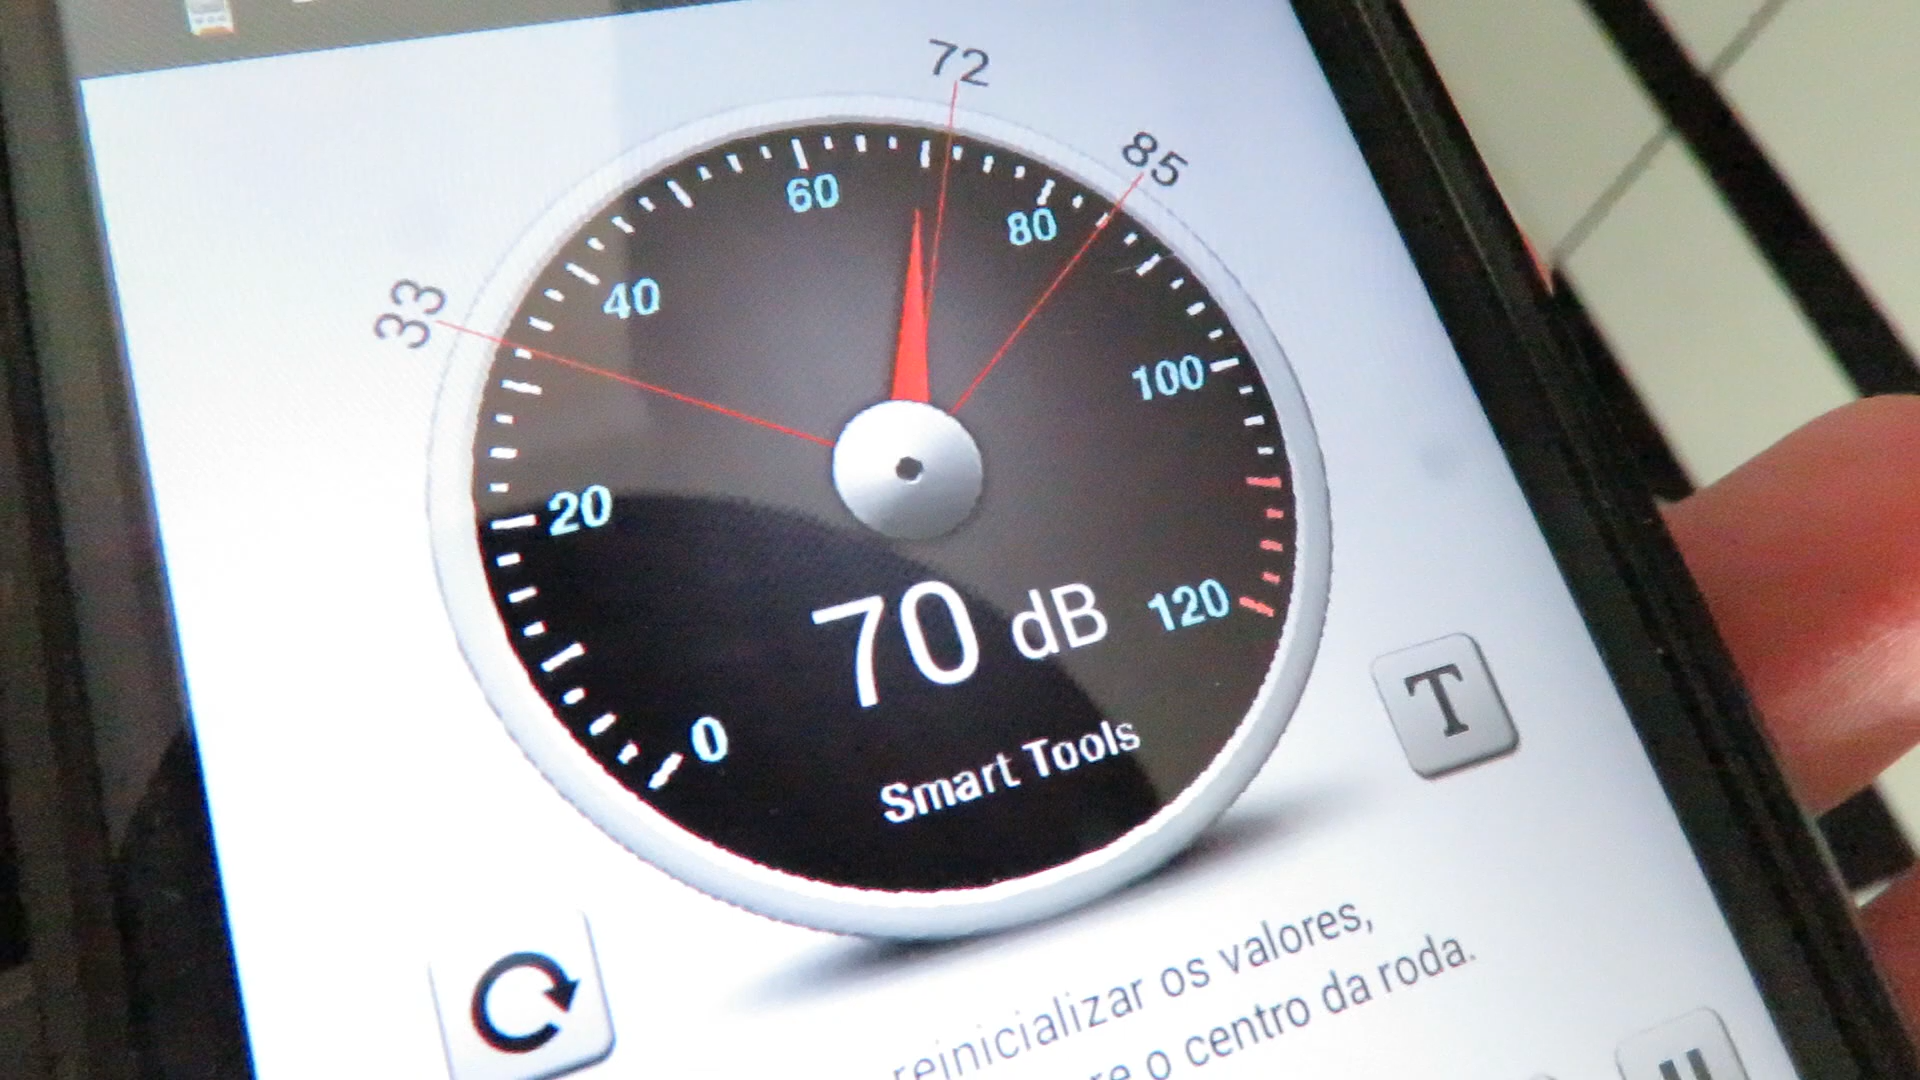 72
85
33
60
80
40
100
20
120
0
70 dB
Smart Tools
T
reinicializar os valores,
o centro da roda.